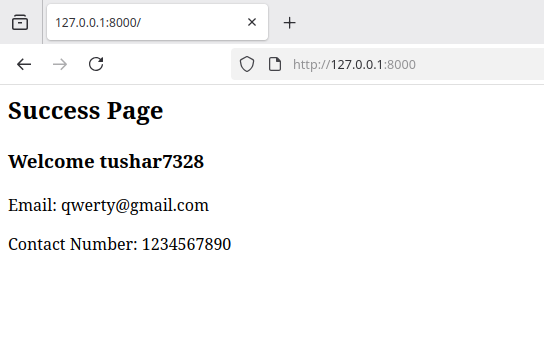 127.0.0.1:8000/
http://127.0.0.1:8000
Success Page
Welcome tushar7328
Email: qwerty@gmail.com
Contact Number: 1234567890